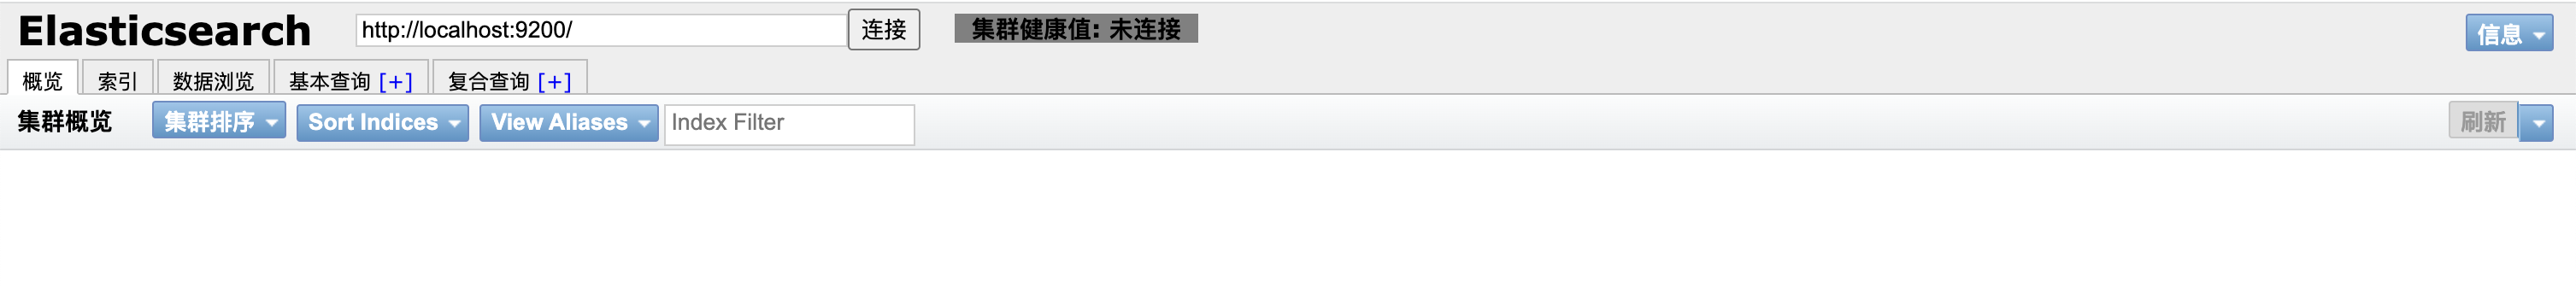 Elasticsearch http://localhost:9200/ 连接 集群健康值: 未连接 信息
概览 索引 数据浏览 基本查询 [+] 复合查询 [+]
集群概览 集群排序 Sort Indices View Aliases Index Filter 刷新